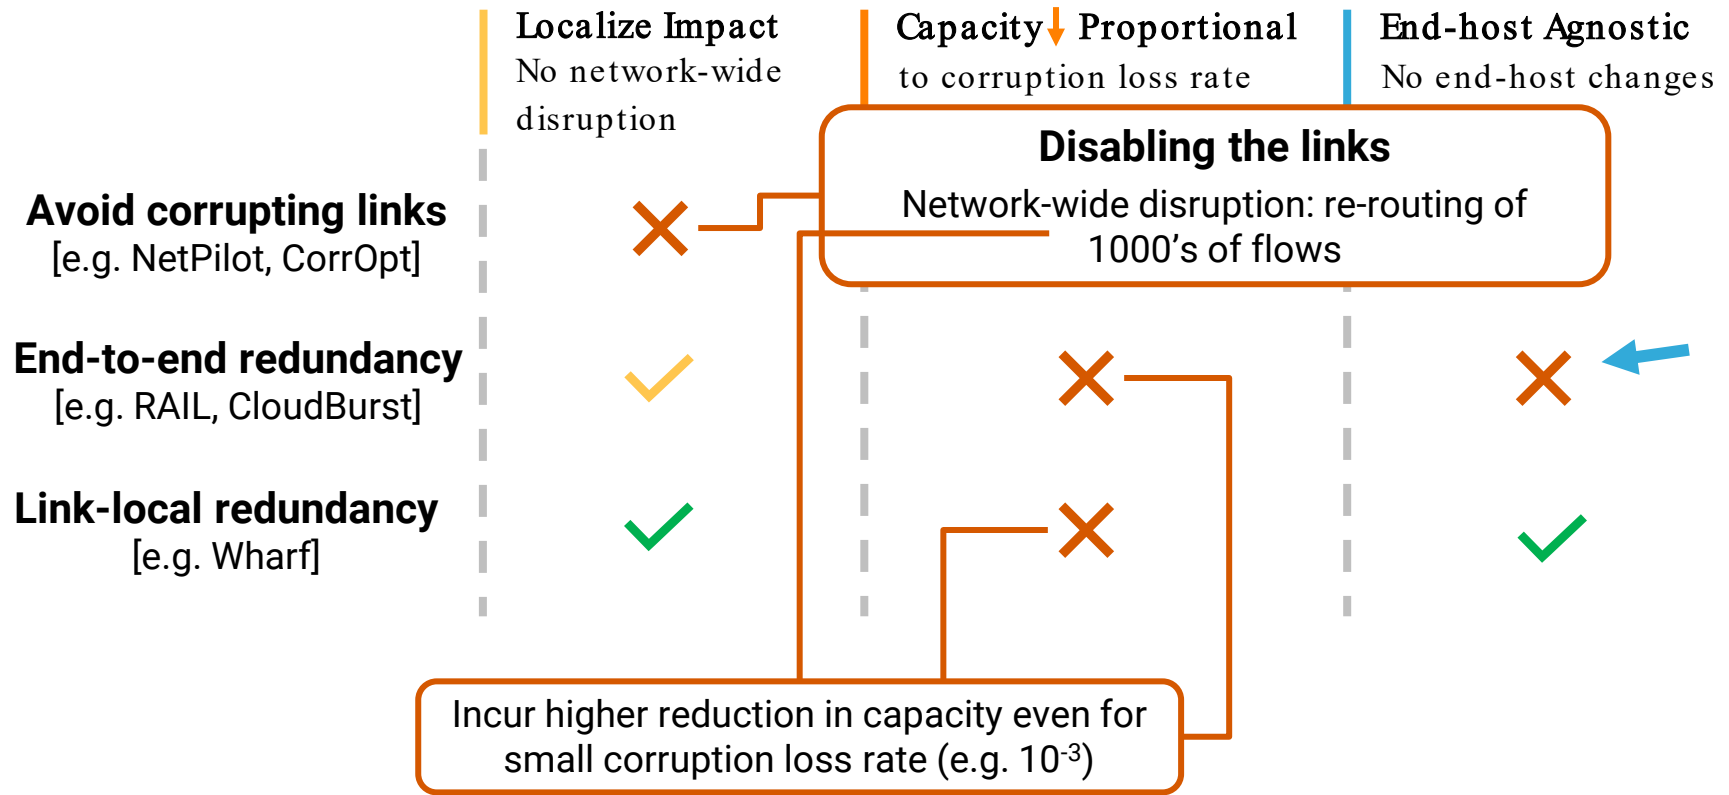 Localize Impact
No network-wide
disruption
Capacity Proportional
to corruption loss rate
End-host Agnostic
No end-host changes
Disabling the links
Network-wide disruption: re-routing of
1000’s of flows
Avoid corrupting links
[e.g. NetPilot, CorrOpt]
End-to-end redundancy
[e.g. RAIL, CloudBurst]
Link-local redundancy
[e.g. Wharf]
Incur higher reduction in capacity even for
small corruption loss rate (e.g. 10⁻³)